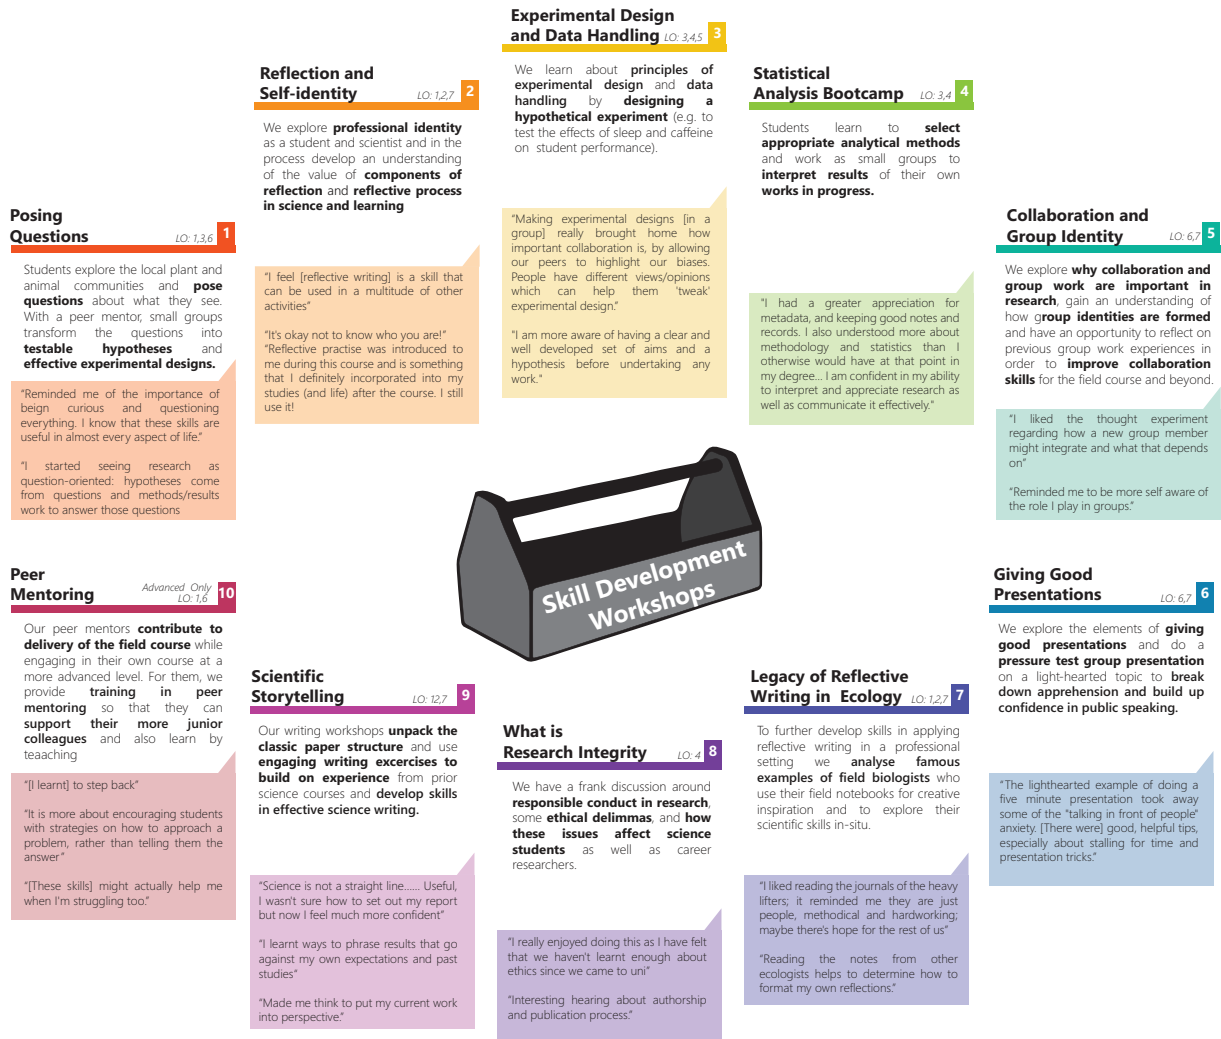 Posing
Questions
LO: 1,3,6
1
Students explore the local plant and
animal communities and pose
questions about what they see.
With a peer mentor, small groups
transform the questions into
testable hypotheses and
effective experimental designs.
“Reminded me of the importance of
beign curious and questioning
everything. I know that these skills are
useful in almost every aspect of life.”
“I started seeing research as
question-oriented: hypotheses come
from questions and methods/results
work to answer those questions
Reflection and
Self-identity
LO: 1,2,7
2
We explore professional identity
as a student and scientist and in the
process develop an understanding
of the value of components of
reflection and reflective process
in science and learning
“I feel [reflective writing] is a skill that
can be used in a multitude of other
activities”
“It's okay not to know who you are!”
“Reflective practise was introduced to
me during this course and is something
that I definitely incorporated into my
studies (and life) after the course. I still
use it!
Experimental Design
and Data Handling
LO: 3,4,5
3
We learn about principles of
experimental design and data
handling by designing a
hypothetical experiment (e.g. to
test the effects of sleep and caffeine
on student performance).
“Making experimental designs [in a
group] really brought home how
important collaboration is, by allowing
our peers to highlight our biases.
People have different views/opinions
which can help them 'tweak'
experimental design.”
“I am more aware of having a clear and
well developed set of aims and a
hypothesis before undertaking any
work.”
Statistical
Analysis Bootcamp
LO: 3,4
4
Students learn to select
appropriate analytical methods
and work as small groups to
interpret results of their own
works in progress.
“I had a greater appreciation for
metadata, and keeping good notes and
records. I also understood more about
methodology and statistics than I
otherwise would have at that point in
my degree... I am confident in my ability
to interpret and appreciate research as
well as communicate it effectively.”
Collaboration and
Group Identity
LO: 6,7
5
We explore why collaboration and
group work are important in
research, gain an understanding of
how group identities are formed
and have an opportunity to reflect on
previous group work experiences in
order to improve collaboration
skills for the field course and beyond.
“I liked the thought experiment
regarding how a new group member
might integrate and what that depends
on”
“Reminded me to be more self aware of
the role I play in groups.”
Skill Development
Workshops
Giving Good
Presentations
LO: 6,7
6
We explore the elements of giving
good presentations and do a
pressure test group presentation
on a light-hearted topic to break
down apprehension and build up
confidence in public speaking.
“The lighthearted example of doing a
five minute presentation took away
some of the “talking in front of people”
anxiety. [There were] good, helpful tips,
especially about stalling for time and
presentation tricks.”
Legacy of Reflective
Writing in Ecology
LO: 1,2,7
7
To further develop skills in applying
reflective writing in a professional
setting we analyse famous
examples of field biologists who
use their field notebooks for creative
inspiration and to explore their
scientific skills in-situ.
“I liked reading the journals of the heavy
lifters; it reminded me they are just
people, methodical and hardworking;
maybe there's hope for the rest of us”
“Reading the notes from other
ecologists helps to determine how to
format my own reflections.”
What is
Research Integrity
LO: 4
8
We have a frank discussion around
responsible conduct in research,
some ethical delimmas, and how
these issues affect science
students as well as career
researchers.
“I really enjoyed doing this as I have felt
that we haven't learnt enough about
ethics since we came to uni”
“Interesting hearing about authorship
and publication process.”
Scientific
Storytelling
LO: 12,7
9
Our writing workshops unpack the
classic paper structure and use
engaging writing excercises to
build on experience from prior
science courses and develop skills
in effective science writing.
“Science is not a straight line...... Useful,
I wasn't sure how to set out my report
but now I feel much more confident”
“I learnt ways to phrase results that go
against my own expectations and past
studies”
“Made me think to put my current work
into perspective.”
Peer
Mentoring
Advanced Only
LO: 1,6
10
Our peer mentors contribute to
delivery of the field course while
engaging in their own course at a
more advanced level. For them, we
provide training in peer
mentoring so that they can
support their more junior
colleagues and also learn by
teaaching
“[I learnt] to step back”
“It is more about encouraging students
with strategies on how to approach a
problem, rather than telling them the
answer”
“[These skills] might actually help me
when I'm struggling too.”